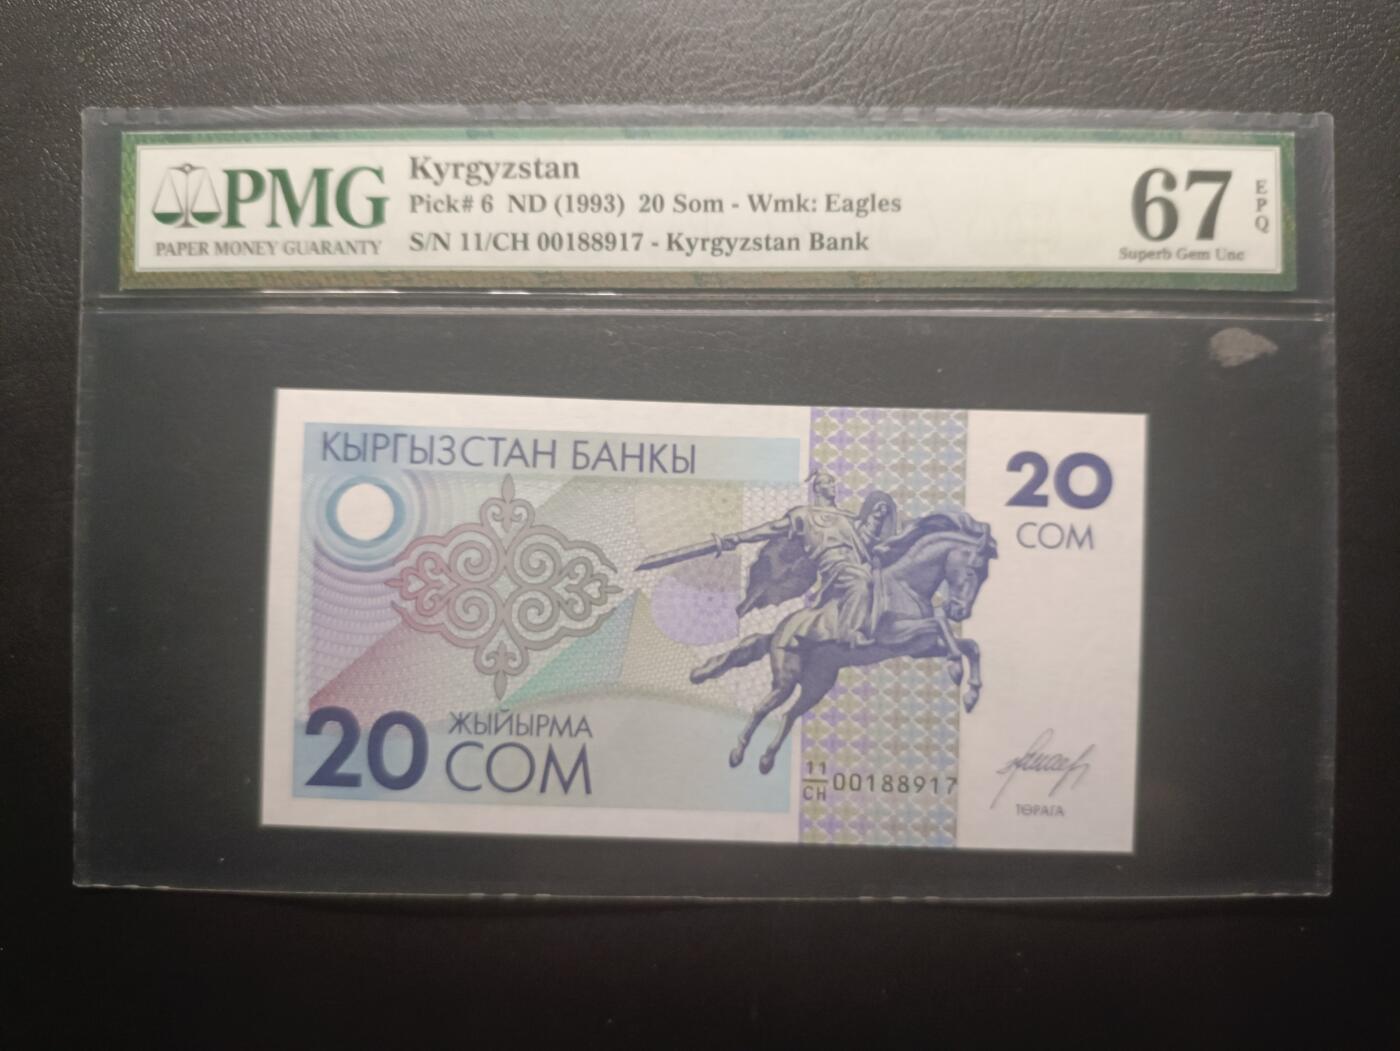 PMG
PAPER MONEY GUARANTY
Kyrgyzstan
Pick# 6 ND (1993) 20 Som - Wmk: Eagles
S/N 11/CH 00188917 - Kyrgyzstan Bank
67
EPQ
Superb Gem Unc
КЫРГЫЗСТАН БАНКЫ
20
СОМ
20
ЖЫЙЫРМА
СОМ
11/CH 00188917
ТӨРАГА